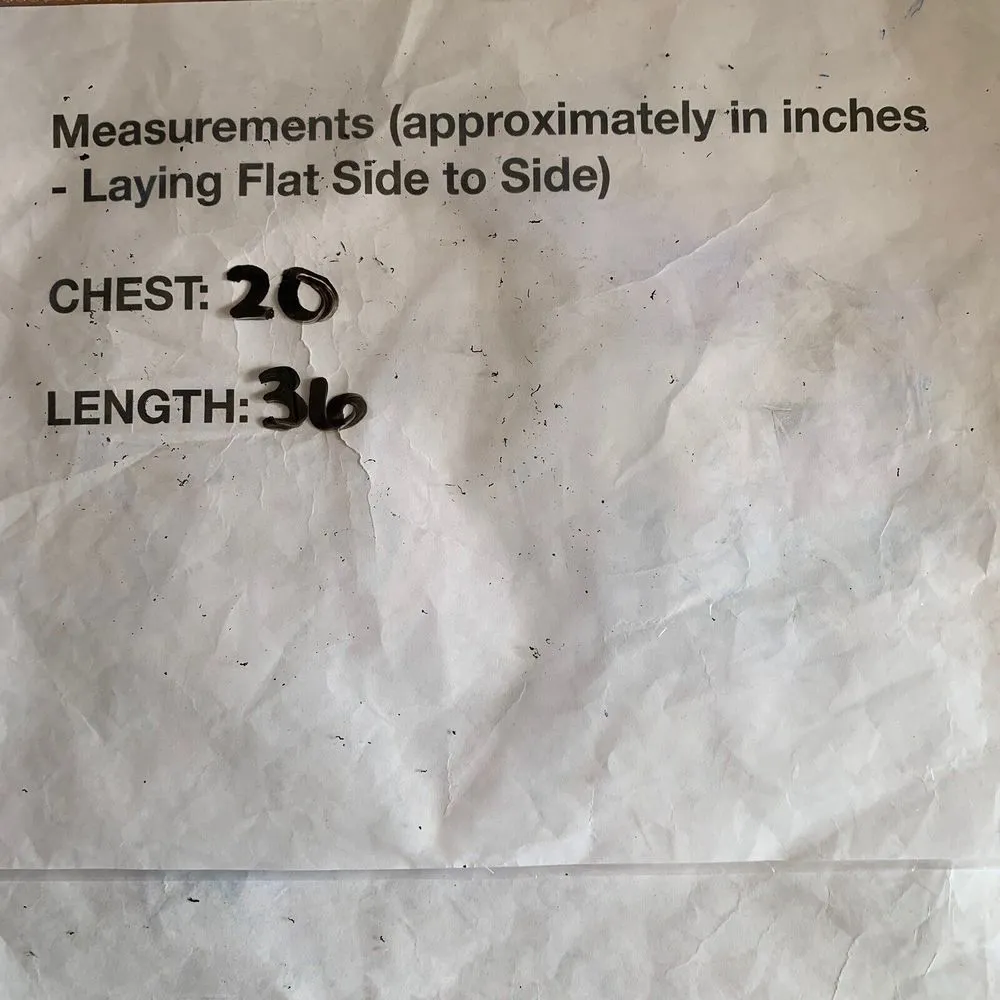 Measurements (approximately in inches
- Laying Flat Side to Side)
CHEST: 20
LENGTH: 36